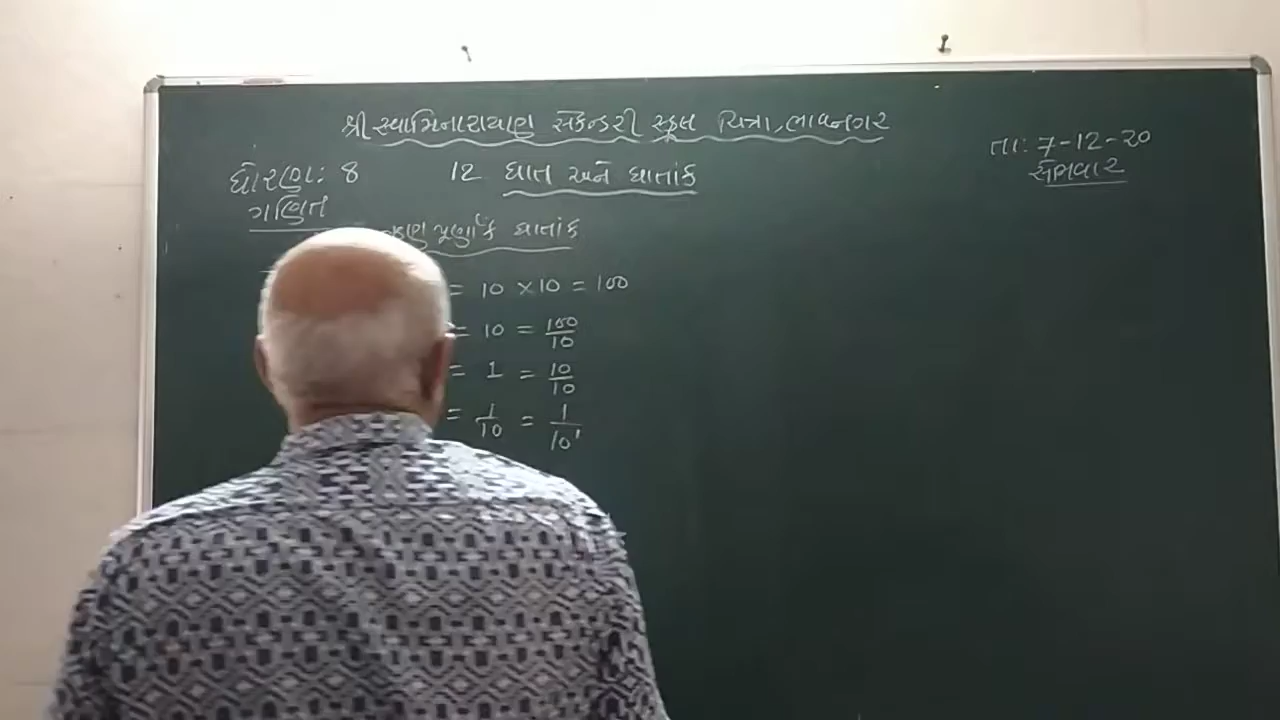 શ્રી સ્વામિનારાયણ સેકન્ડરી સ્કૂલ ચિત્રા, ભાવનગર
તા: 7-12-20
સોમવાર
ધોરણ: 8
ગણિત
12. ઘાત અને ઘાતાંક
પૂર્ણાંક ઘાતાંક
= 10 × 10 = 100
= 10 = 100/10
= 1 = 10/10
= 1/10 = 1/10¹